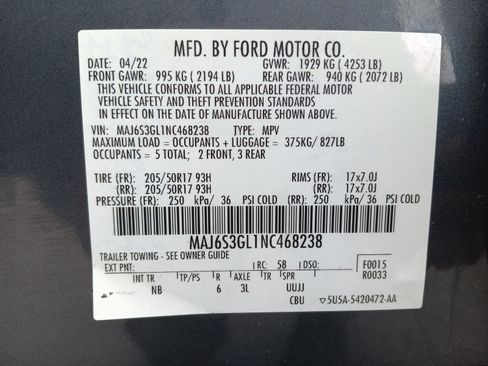 MFD. BY FORD MOTOR CO.
DATE: 04/22 GVWR: 1929 KG ( 4253 LB)
FRONT GAWR: 995 KG ( 2194 LB) REAR GAWR: 940 KG ( 2072 LB)
THIS VEHICLE CONFORMS TO ALL APPLICABLE FEDERAL MOTOR
VEHICLE SAFETY AND THEFT PREVENTION STANDARDS
IN EFFECT ON THE DATE OF MANUFACTURE SHOWN ABOVE.
VIN: MAJ6S3GL1NC468238 TYPE: MPV
MAXIMUM LOAD = OCCUPANTS + LUGGAGE = 375KG/ 827LB
OCCUPANTS = 5 TOTAL; 2 FRONT, 3 REAR
TIRE (FR): 205/50R17 93H RIMS (FR): 17x7.0J
(RR): 205/50R17 93H (RR): 17x7.0J
PRESSURE (FR): 250 kPa/ 36 PSI COLD (RR): 250 kPa/ 36 PSI COLD
MAJ6S3GL1NC468238
TRAILER TOWING - SEE OWNER GUIDE F0015
EXT PNT: RC: 58 DSO: R0033
INT TR TP/PS R AXLE TR SPR
NB 6 3L UUJJ
CBU 5U5A-5420472-AA